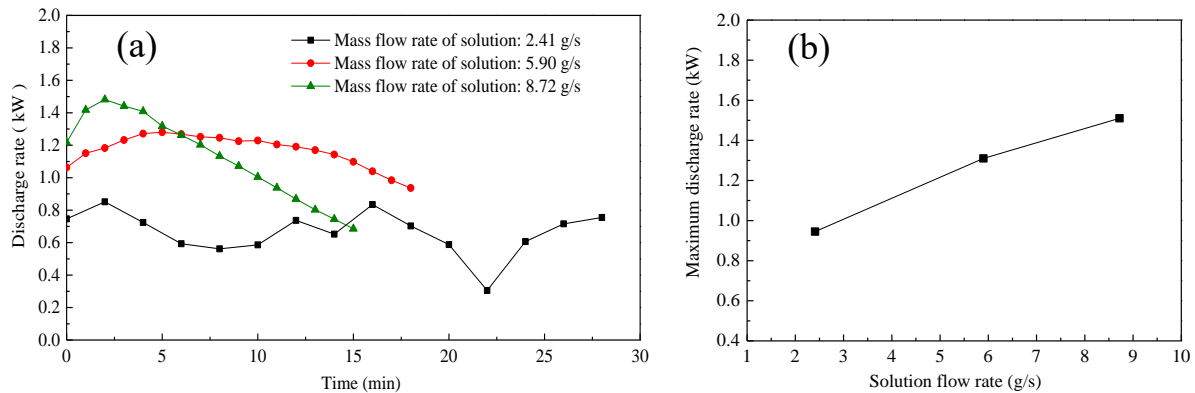 (a)
Mass flow rate of solution: 2.41 g/s
Mass flow rate of solution: 5.90 g/s
Mass flow rate of solution: 8.72 g/s
Discharge rate ( kW )
2.0
1.8
1.6
1.4
1.2
1.0
0.8
0.6
0.4
0.2
0.0
0 5 10 15 20 25 30
Time (min)
(b)
Maximum discharge rate (kW)
2.0
1.8
1.6
1.4
1.2
1.0
0.8
0.6
0.4
1 2 3 4 5 6 7 8 9 10
Solution flow rate (g/s)